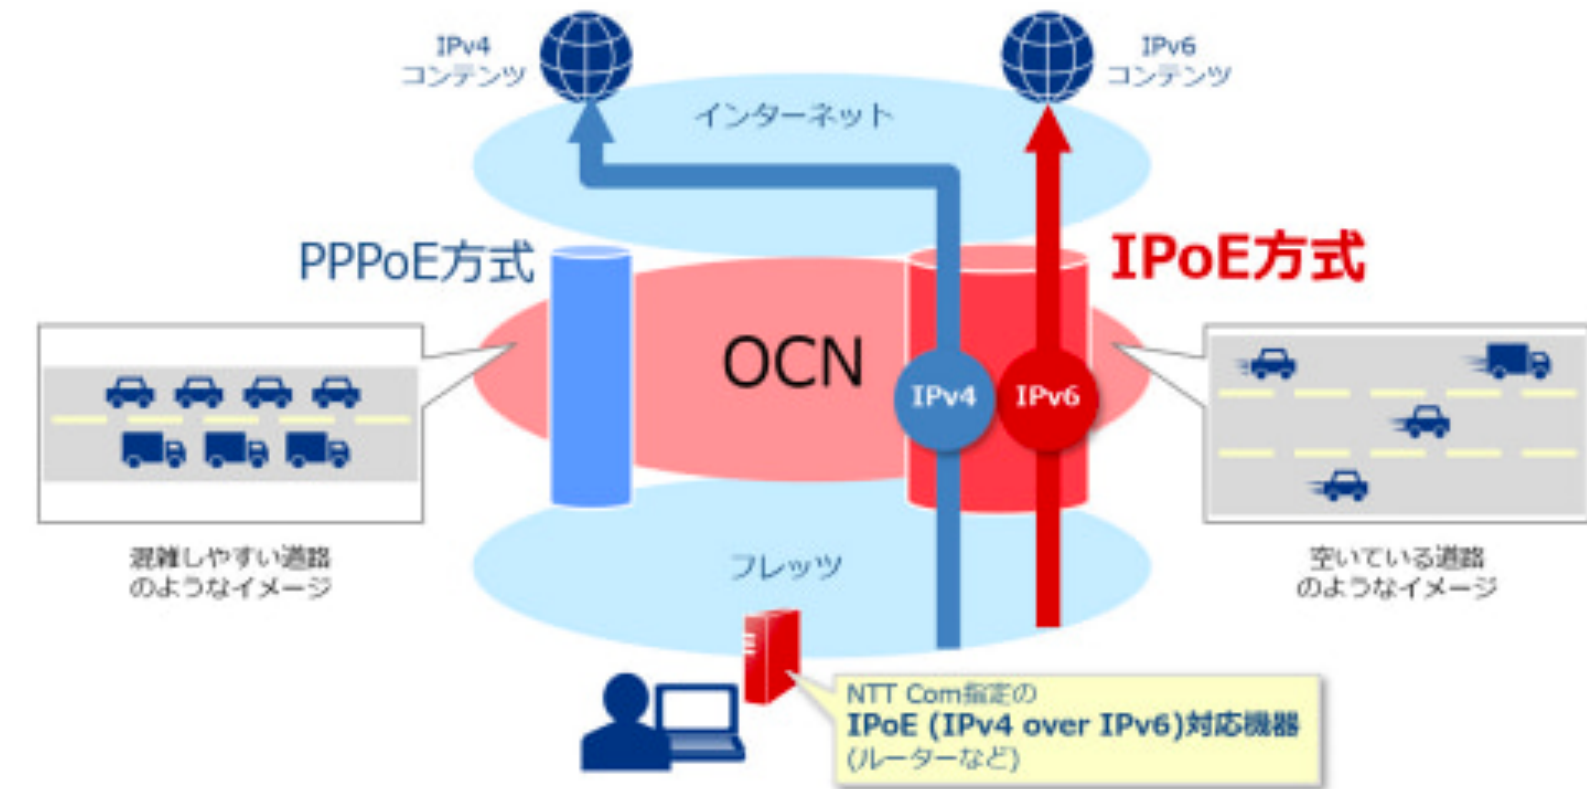 IPv4
コンテンツ
IPv6
コンテンツ
インターネット
PPPoE方式
IPoE方式
OCN
IPv4
IPv6
混雑しやすい道路
のようなイメージ
空いている道路
のようなイメージ
フレッツ
NTT Com指定の
IPoE (IPv4 over IPv6)対応機器
(ルーターなど)